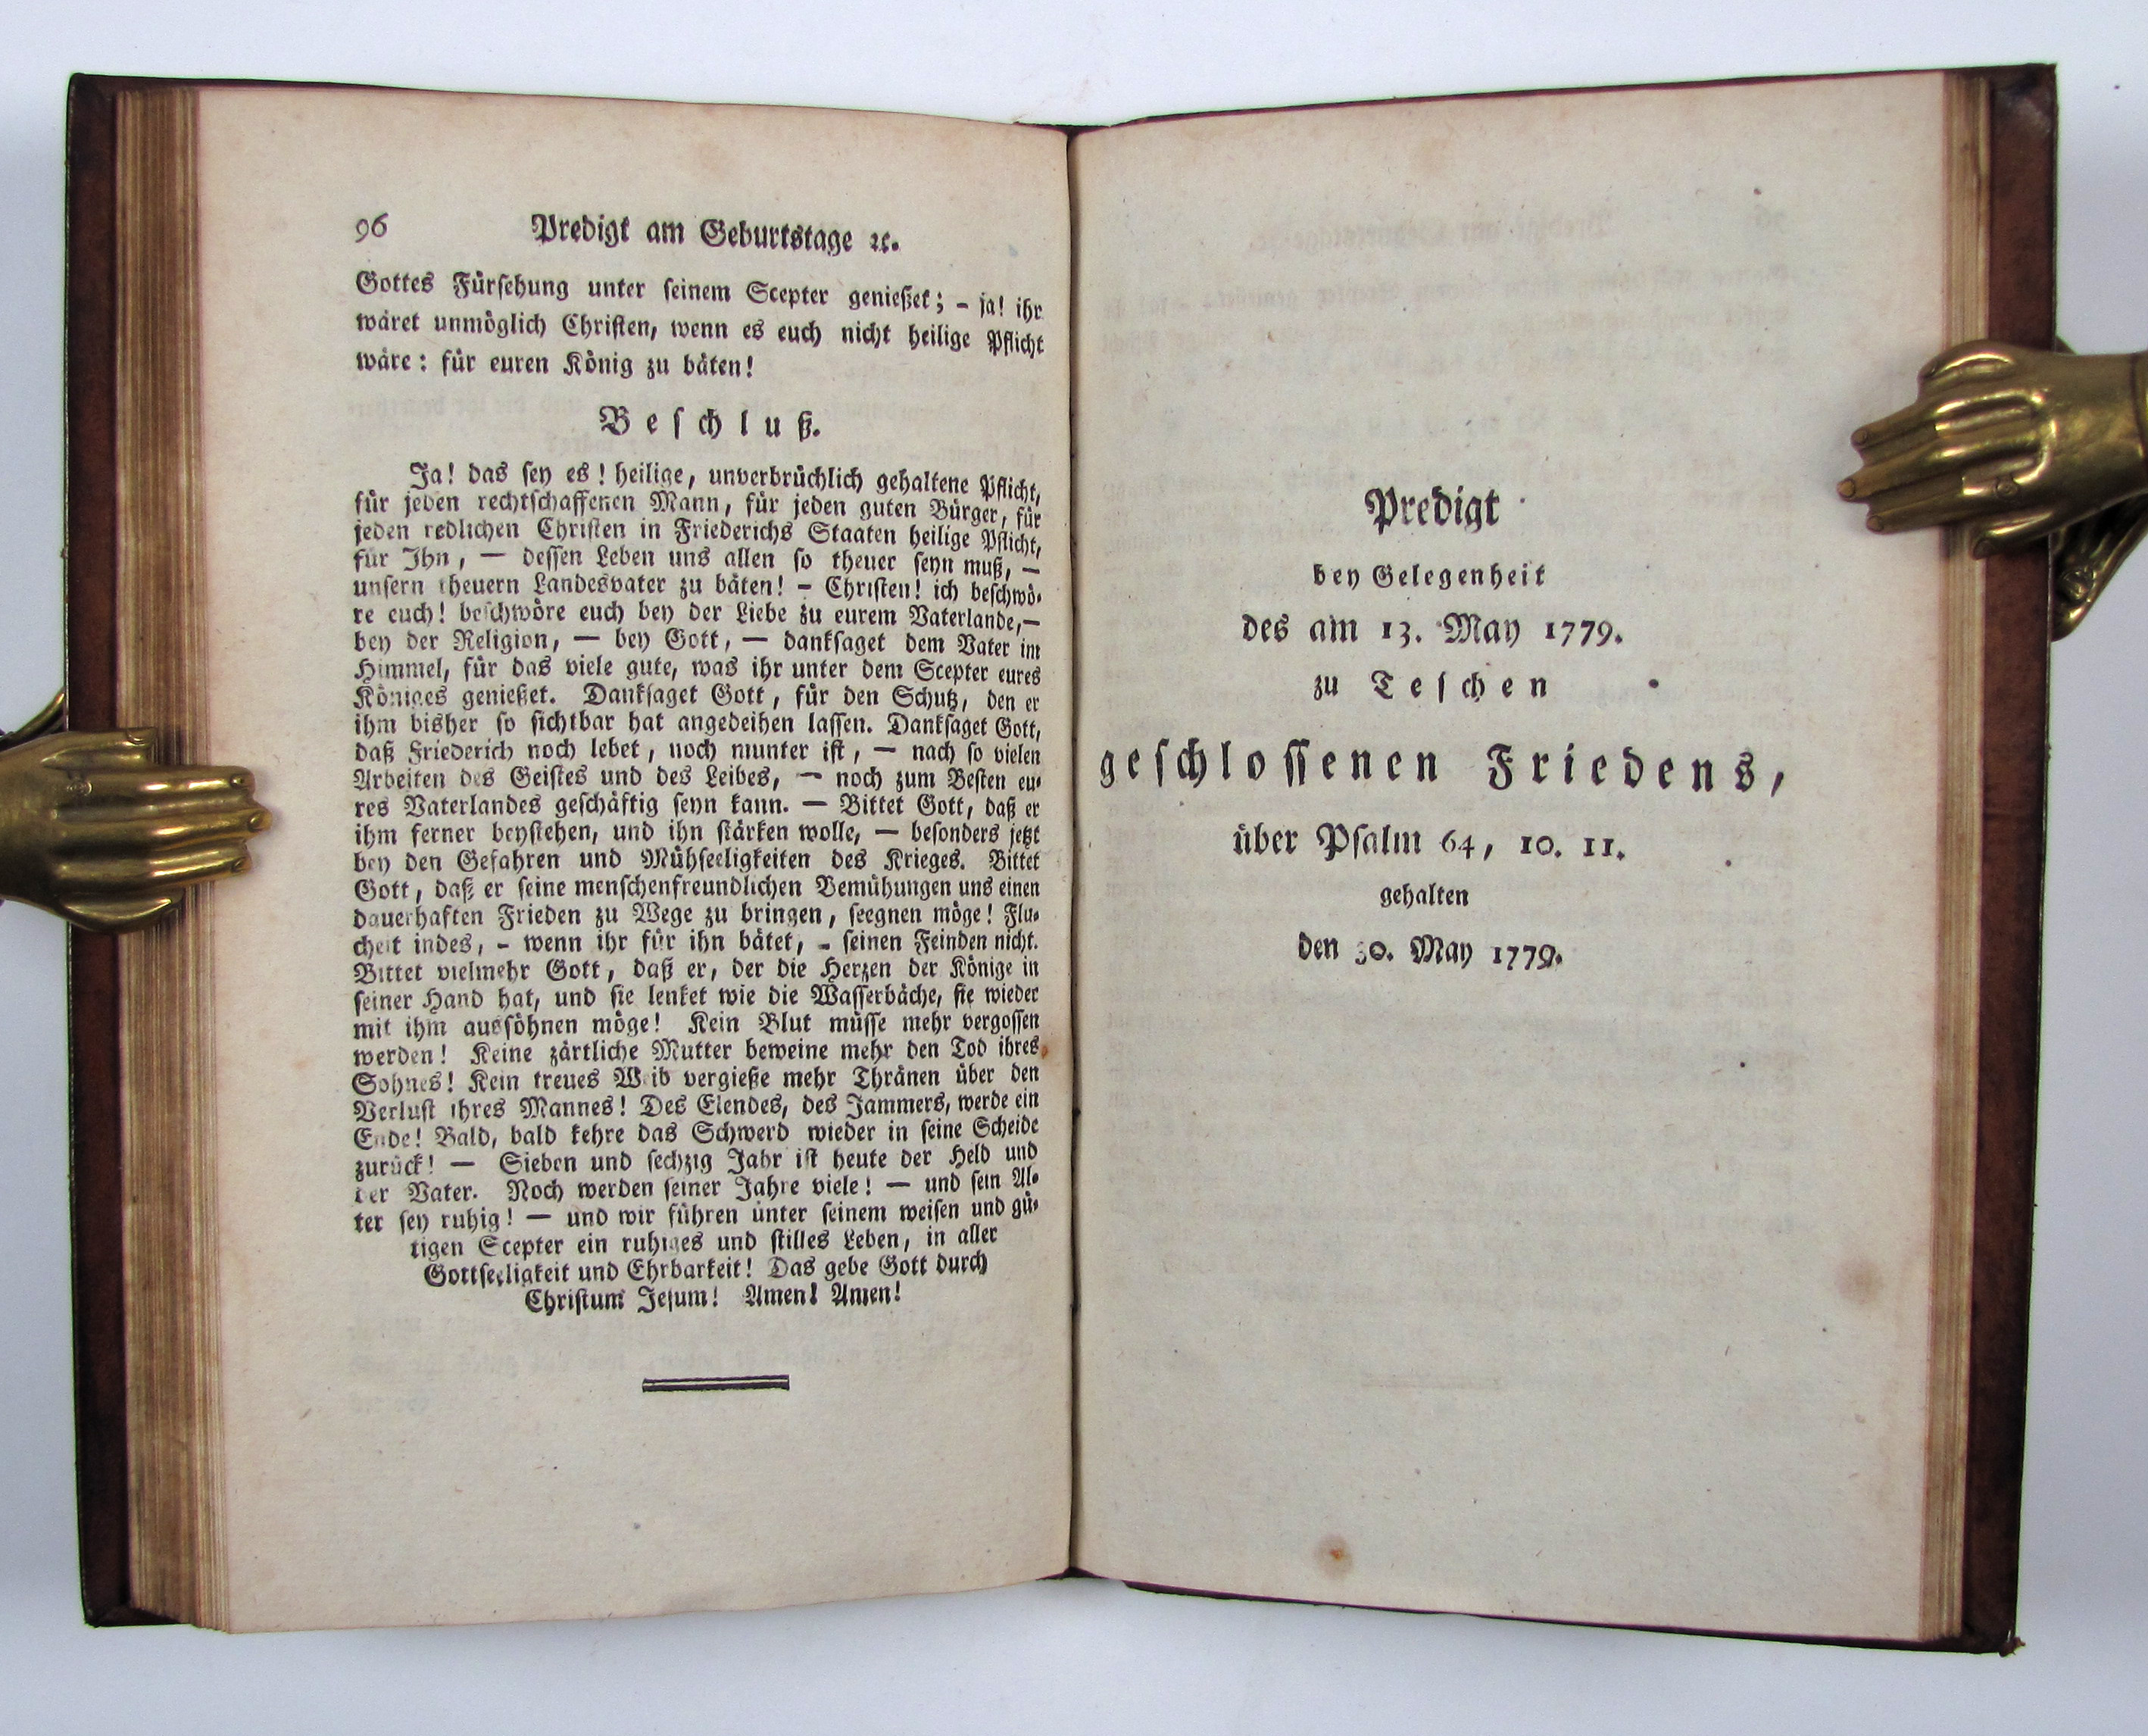 96 Predigt am Geburtstage ꝛc.
Gottes Fürſehung unter ſeinem Scepter genießet; - ja! ihr
wäret unmöglich Chriſten, wenn es euch nicht heilige Pflicht
wäre: für euren König zu bäten!
Beſchluß.
Ja! das ſey es! heilige, unverbrüchlich gehaltene Pflicht,
für jeden rechtſchaffenen Mann, für jeden guten Bürger, für
jeden redlichen Chriſten in Friederichs Staaten heilige Pflicht,
für Ihn, — deſſen Leben uns allen ſo theuer ſeyn muß, —
unſern theuern Landesvater zu bäten! - Chriſten! ich beſchwö-
re euch! beſchwöre euch bey der Liebe zu eurem Vaterlande,—
bey der Religion, — bey Gott, — dankſaget dem Vater im
Himmel, für das viele gute, was ihr unter dem Scepter eures
Königes genießet. Dankſaget Gott, für den Schutz, den er
ihm bisher ſo ſichtbar hat angedeihen laſſen. Dankſaget Gott,
daß Friederich noch lebet, noch munter iſt, — nach ſo vielen
Arbeiten des Geiſtes und des Leibes, — noch zum Beſten eu-
res Vaterlandes geſchäftig ſeyn kann. — Bittet Gott, daß er
ihm ferner beyſtehen, und ihn ſtärken wolle, — beſonders jetzt
bey den Gefahren und Mühſeeligkeiten des Krieges. Bittet
Gott, daß er ſeine menſchenfreundlichen Bemühungen uns einen
dauerhaften Frieden zu Wege zu bringen, ſeegnen möge! Flu-
chet indes, - wenn ihr für ihn bätet, - ſeinen Feinden nicht.
Bittet vielmehr Gott, daß er, der die Herzen der Könige in
ſeiner Hand hat, und ſie lenket wie die Waſſerbäche, ſie wieder
mit ihm ausſöhnen möge! Kein Blut müſſe mehr vergoſſen
werden! Keine zärtliche Mutter beweine mehr den Tod ihres
Sohnes! Kein treues Weib vergieße mehr Thränen über den
Verluſt ihres Mannes! Des Elendes, des Jammers, werde ein
Ende! Bald, bald kehre das Schwerd wieder in ſeine Scheide
zurück! — Sieben und ſechzig Jahr iſt heute der Held und
der Vater. Noch werden ſeiner Jahre viele! — und ſein Al-
ter ſey ruhig! — und wir führen unter ſeinem weiſen und gü-
tigen Scepter ein ruhiges und ſtilles Leben, in aller
Gottſeeligkeit und Ehrbarkeit! Das gebe Gott durch
Chriſtum Jeſum! Amen! Amen!
Predigt
bey Gelegenheit
des am 13. May 1779.
zu Teſchen
geſchloſſenen Friedens,
über Pſalm 64, 10. 11.
gehalten
den 30. May 1779.